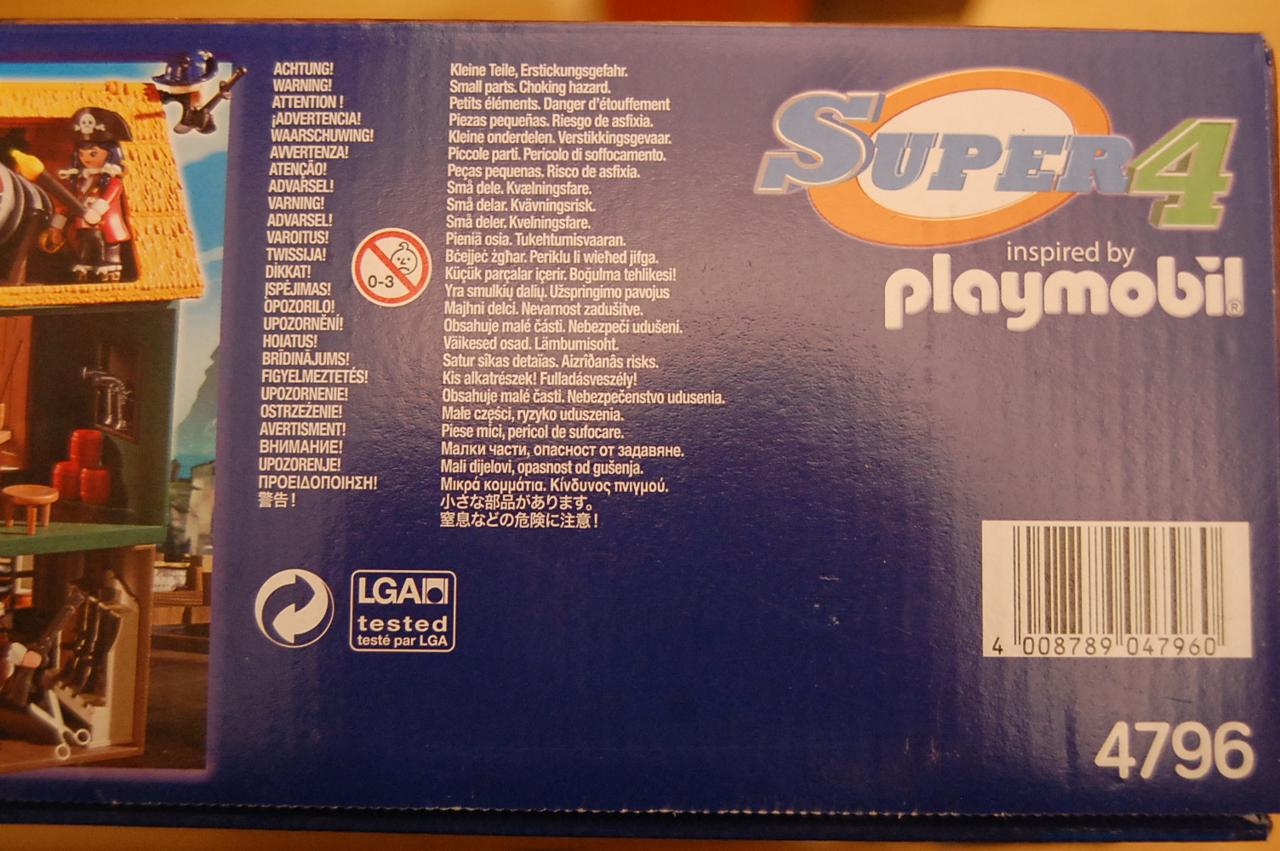 ACHTUNG! Kleine Teile, Erstickungsgefahr.
WARNING! Small parts. Choking hazard.
ATTENTION ! Petits éléments. Danger d'étouffement
¡ADVERTENCIA! Piezas pequeñas. Riesgo de asfixia.
WAARSCHUWING! Kleine onderdelen. Verstikkingsgevaar.
AVVERTENZA! Piccole parti. Pericolo di soffocamento.
ATENÇÃO! Peças pequenas. Risco de asfixia.
ADVARSEL! Små dele. Kvælningsfare.
VARNING! Små delar. Kvävningsrisk.
ADVARSEL! Små deler. Kvelningsfare.
VAROITUS! Pieniä osia. Tukehtumisvaaran.
TWISSIJA! Bċejjeċ żgħar. Periklu li wieħed jifga.
DİKKAT! Küçük parçalar içerir. Boğulma tehlikesi!
ĮSPĖJIMAS! Yra smulkių dalių. Užspringimo pavojus
OPOZORILO! Majhni delci. Nevarnost zadušitve.
UPOZORNĚNÍ! Obsahuje malé části. Nebezpečí udušení.
HOIATUS! Väikesed osad. Lämbumisoht.
BRĪDINĀJUMS! Satur sīkas detaïas. Aizrîðanâs risks.
FIGYELMEZTETÉS! Kis alkatrészek! Fulladásveszély!
UPOZORNENIE! Obsahuje malé časti. Nebezpečenstvo udusenia.
OSTRZEŻENIE! Małe części, ryzyko uduszenia.
AVERTISMENT! Piese mici, pericol de sufocare.
ВНИМАНИЕ! Малки части, опасност от задавяне.
UPOZORENJE! Mali dijelovi, opasnost od gušenja.
ΠΡΟΕΙΔΟΠΟΙΗΣΗ! Μικρά κομμάτια. Κίνδυνος πνιγμού.
警告! 小さな部品があります。
窒息などの危険に注意!
0-3
LGA
tested
testé par LGA
SUPER 4
inspired by
playmobil®
4 008789 047960
4796